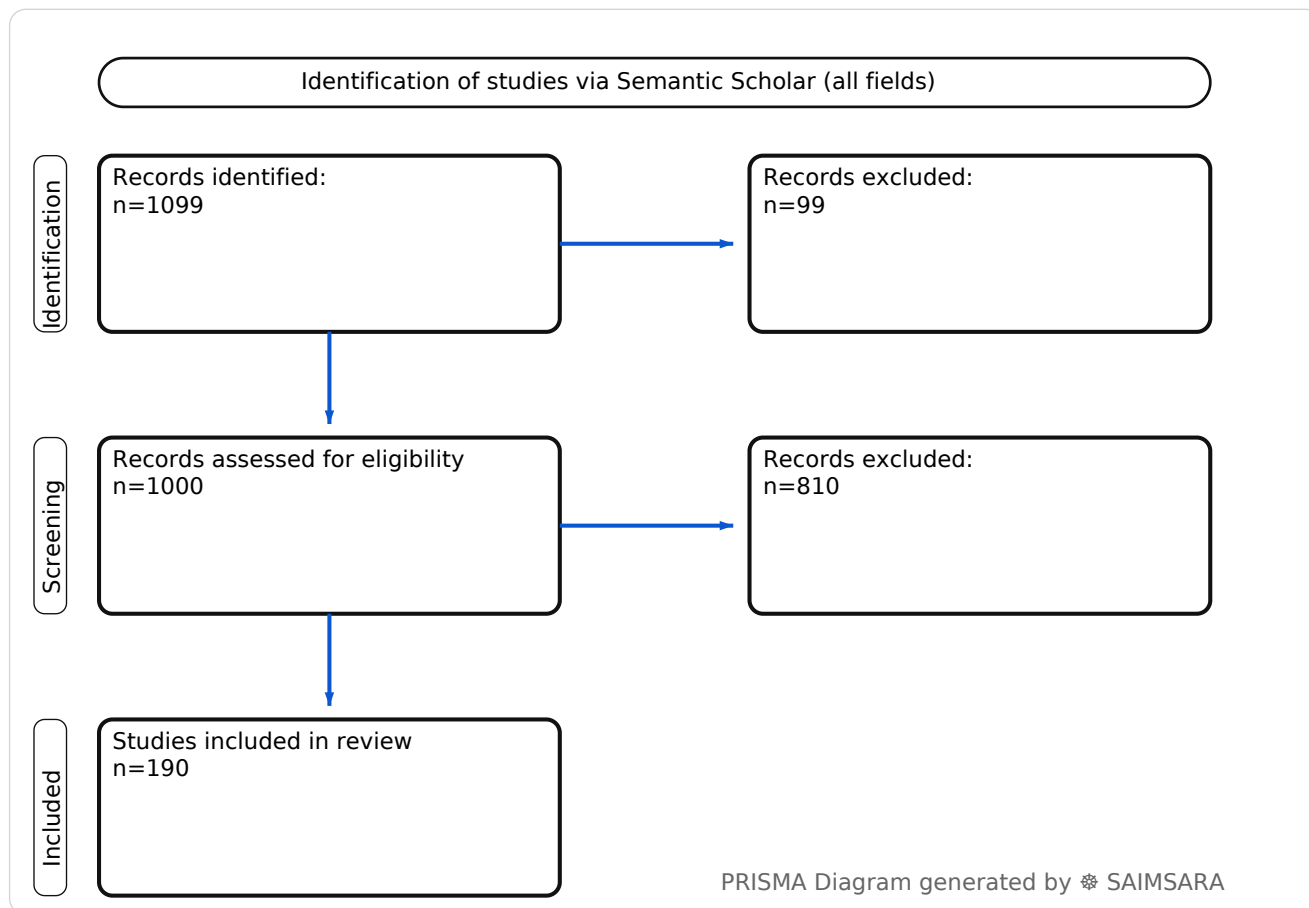 Identification of studies via Semantic Scholar (all fields)
Identification
Records identified:
n=1099
Records excluded:
n=99
Screening
Records assessed for eligibility
n=1000
Records excluded:
n=810
Included
Studies included in review
n=190
PRISMA Diagram generated by ☸ SAIMSARA